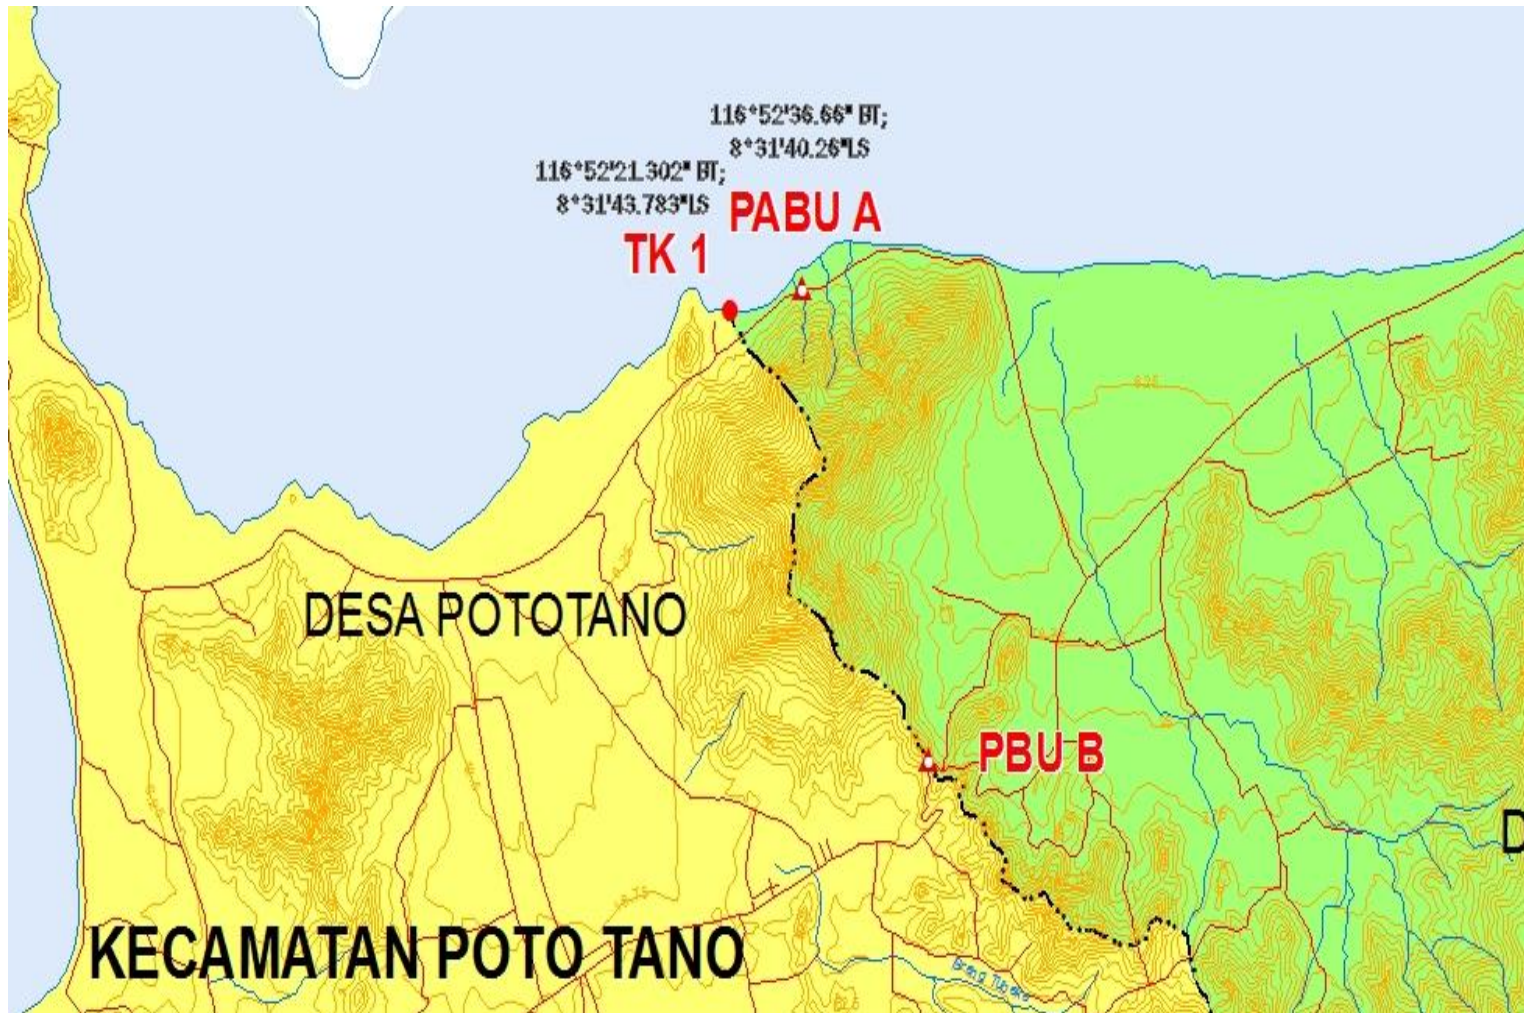 116°52'36.66" BT;
8°31'40.26"LS
116°52'21.302" BT;
8°31'43.783"LS
PABU A
TK 1
625
DESA POTOTANO
PBU B
D
KECAMATAN POTO TANO